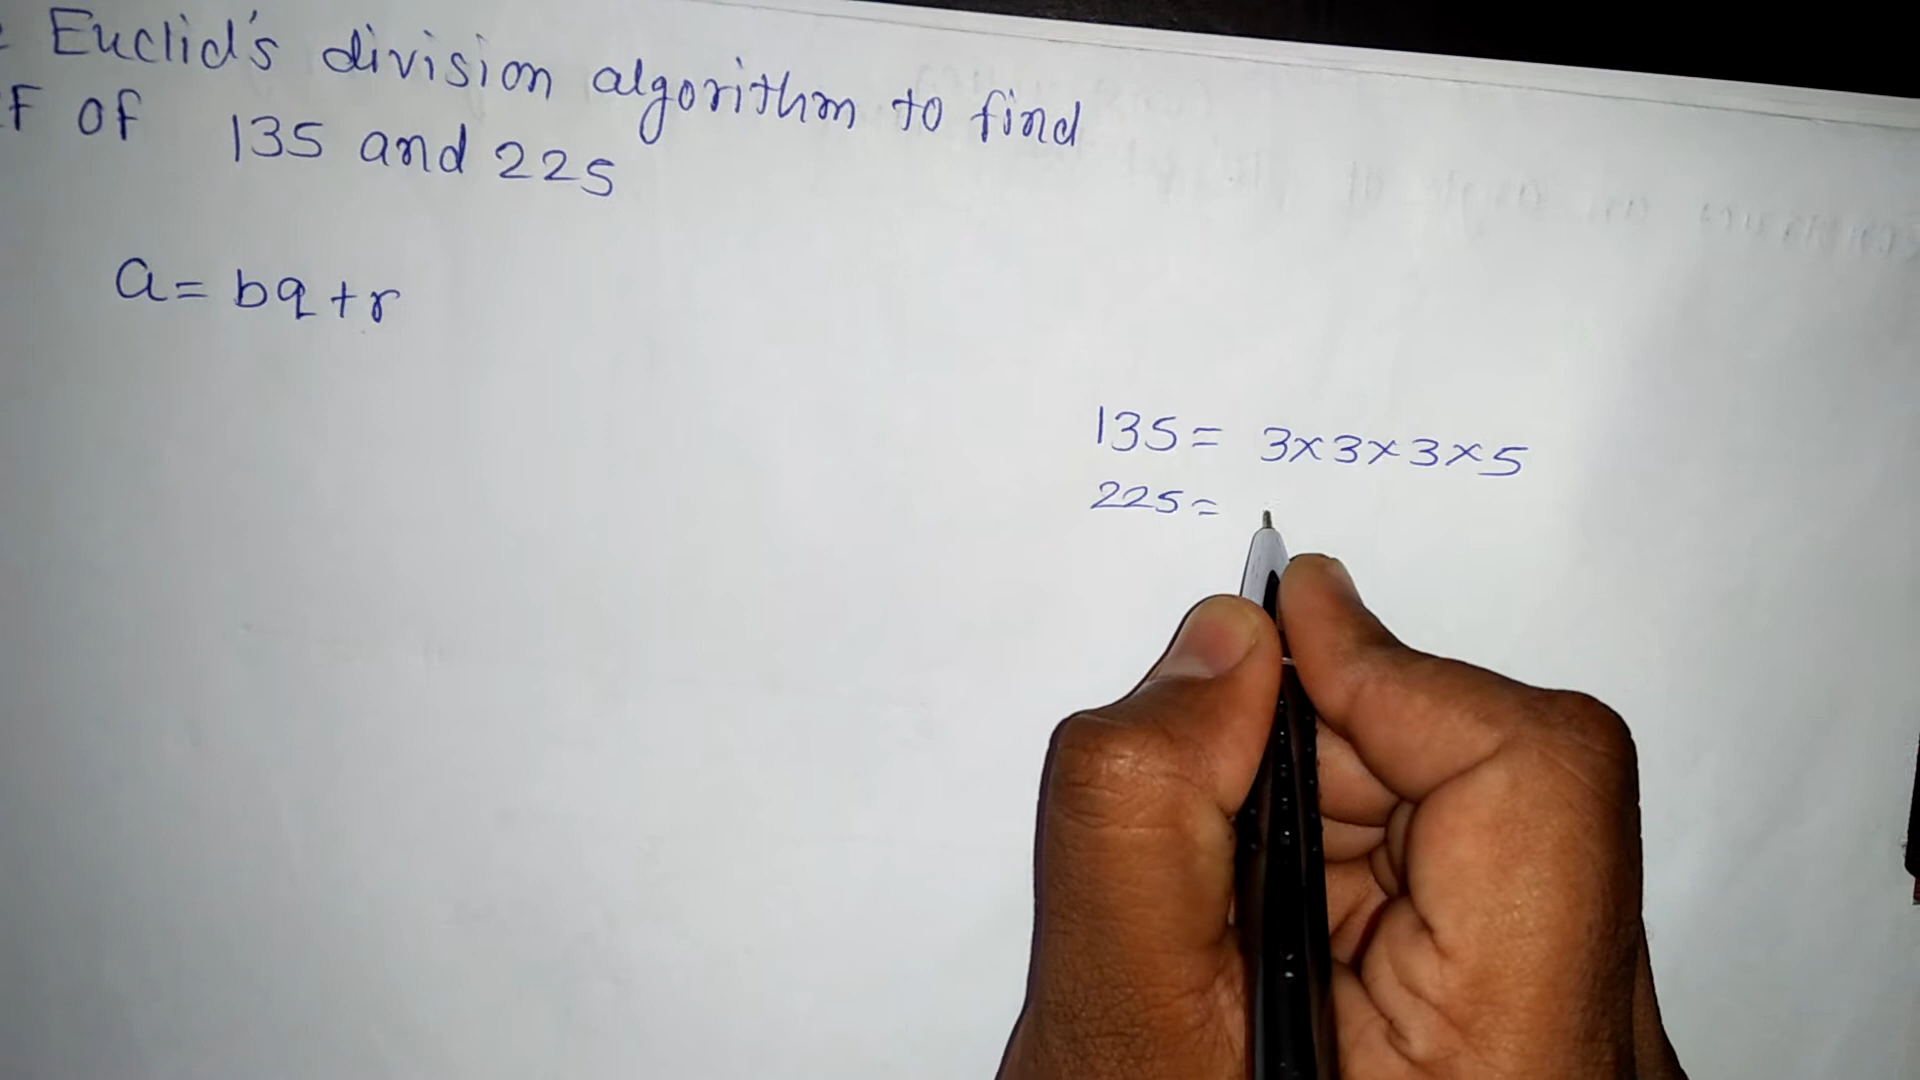 Euclid's division algorithm to find
F of 135 and 225
a = bq + r
135 = 3×3×3×5
225 =